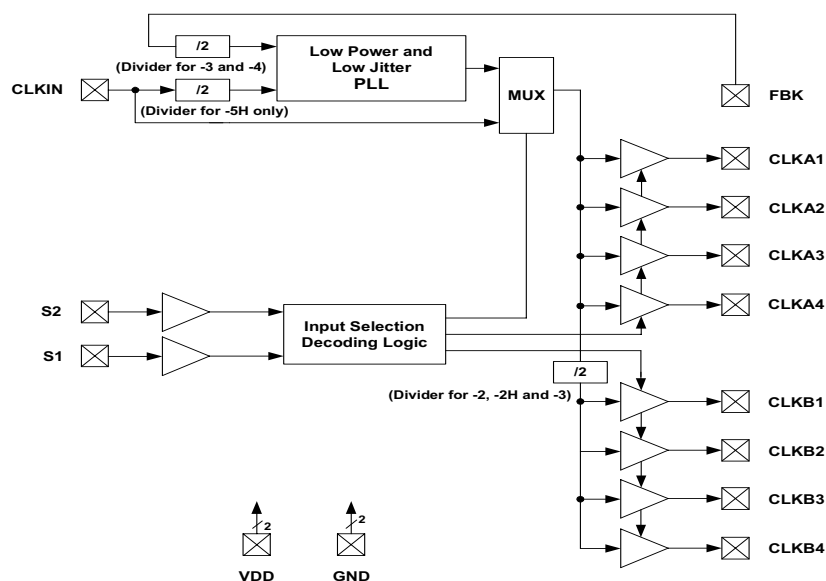 /2
(Divider for -3 and -4)
Low Power and
Low Jitter
PLL
MUX
CLKIN
/2
(Divider for -5H only)
FBK
CLKA1
CLKA2
CLKA3
CLKA4
S2
S1
Input Selection
Decoding Logic
/2
(Divider for -2, -2H and -3)
CLKB1
CLKB2
CLKB3
CLKB4
2
2
VDD
GND